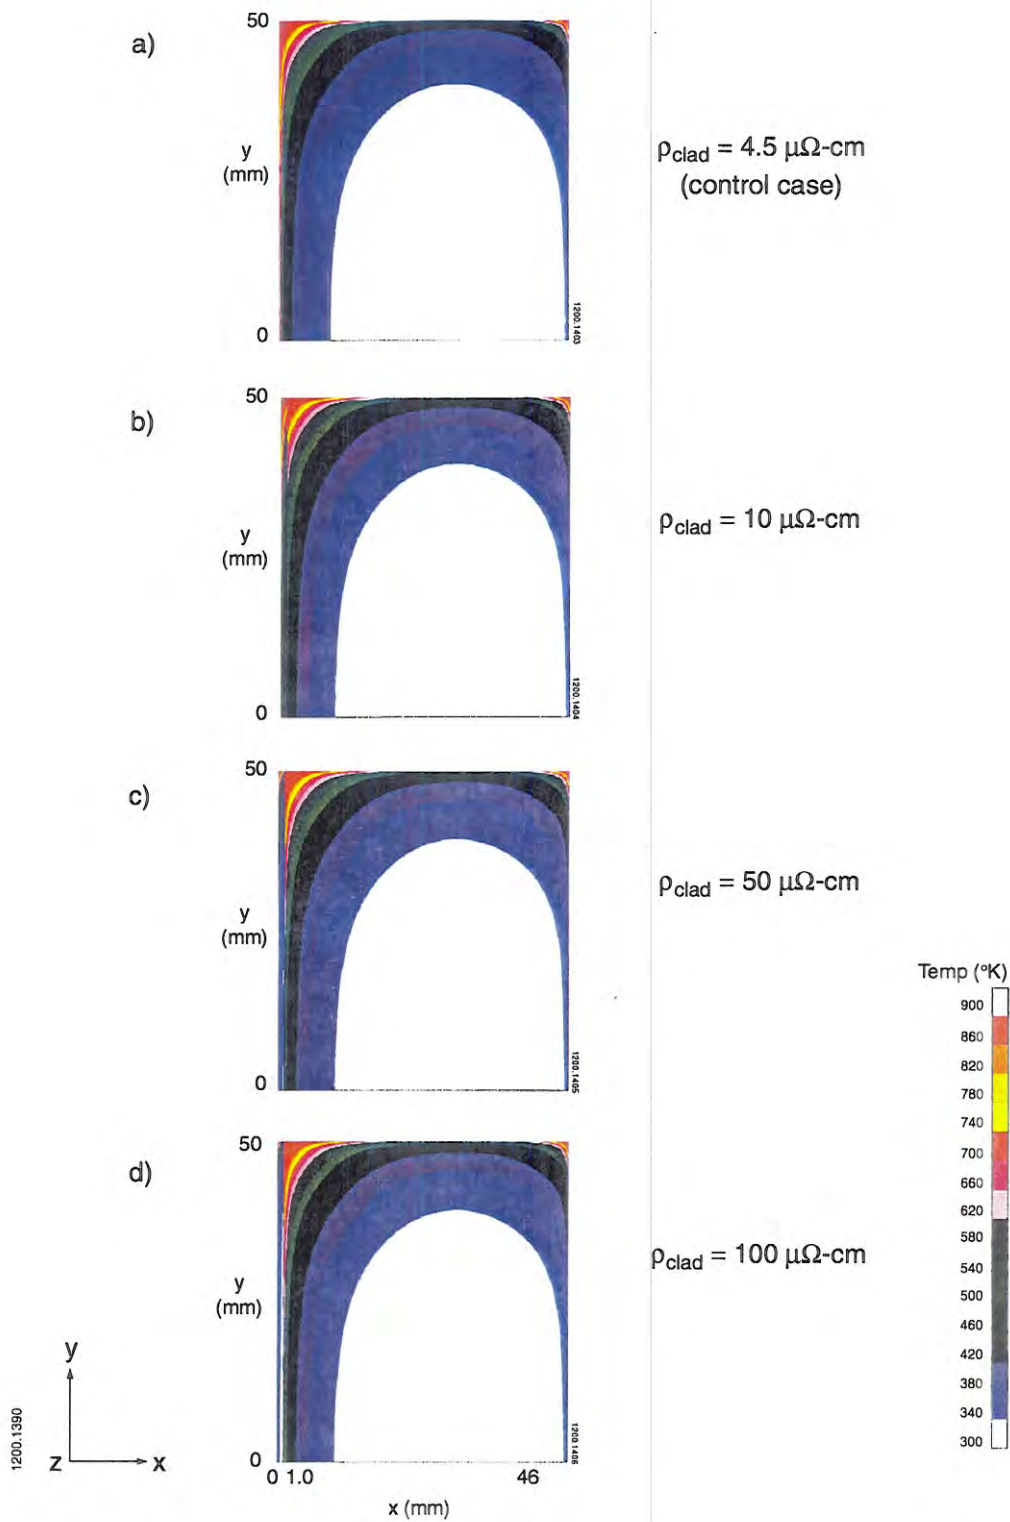 a)
50
y
(mm)
0
1200.1403
ρclad = 4.5 μΩ-cm
(control case)
b)
50
y
(mm)
0
1200.1404
ρclad = 10 μΩ-cm
c)
50
y
(mm)
0
1200.1405
ρclad = 50 μΩ-cm
d)
50
y
(mm)
0
1200.1406
ρclad = 100 μΩ-cm
0 1.0 46
x (mm)
Temp (°K)
900
860
820
780
740
700
660
620
580
540
500
460
420
380
340
300
y
z
x
1200.1390